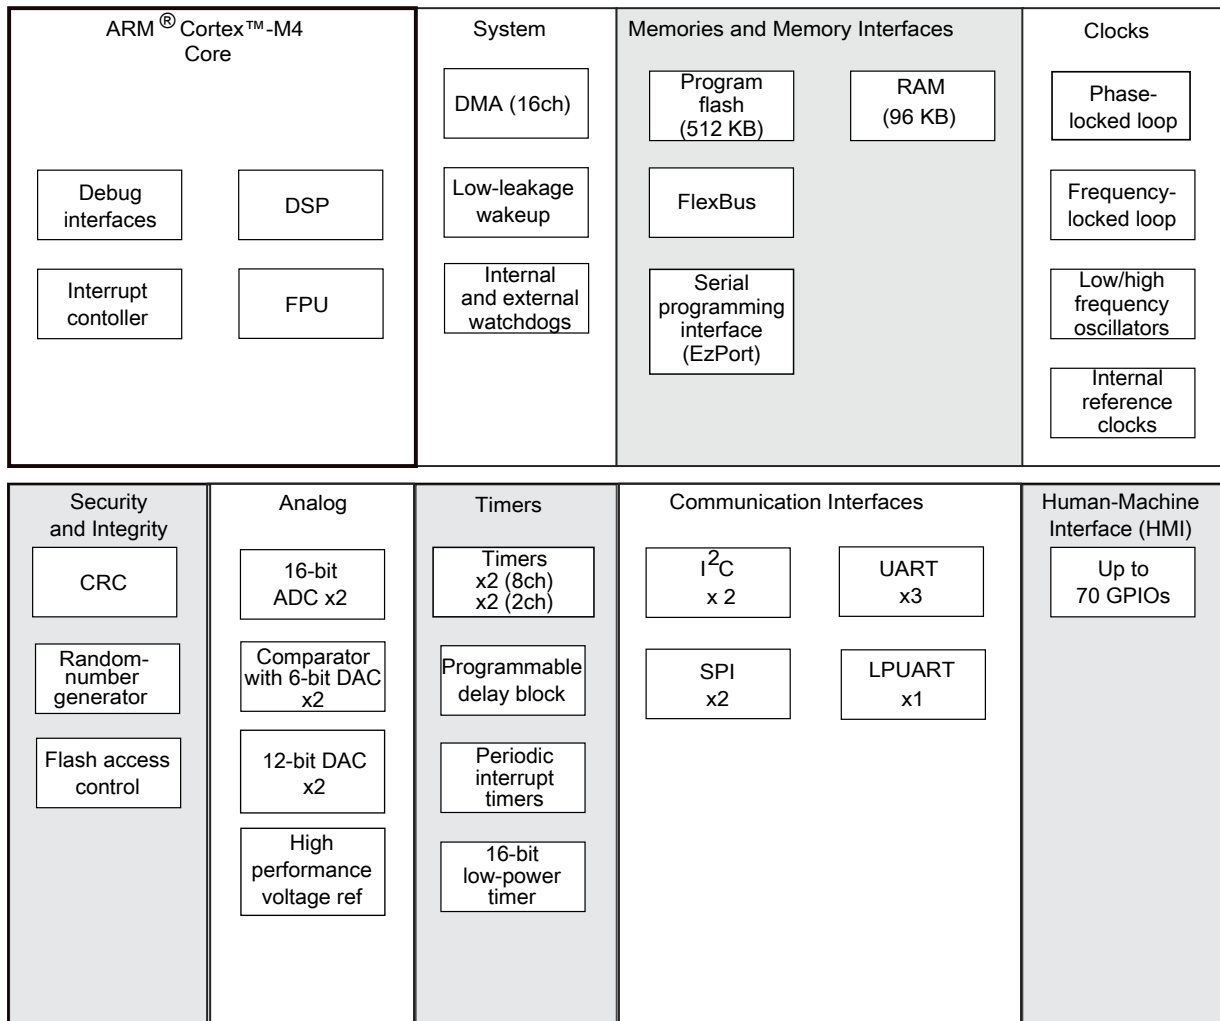 ARM ® Cortex™-M4
Core
Debug
interfaces
DSP
Interrupt
contoller
FPU
System
DMA (16ch)
Low-leakage
wakeup
Internal
and external
watchdogs
Memories and Memory Interfaces
Program
flash
(512 KB)
RAM
(96 KB)
FlexBus
Serial
programming
interface
(EzPort)
Clocks
Phase-
locked loop
Frequency-
locked loop
Low/high
frequency
oscillators
Internal
reference
clocks
Security
and Integrity
CRC
Random-
number
generator
Flash access
control
Analog
16-bit
ADC x2
Comparator
with 6-bit DAC
x2
12-bit DAC
x2
High
performance
voltage ref
Timers
Timers
x2 (8ch)
x2 (2ch)
Programmable
delay block
Periodic
interrupt
timers
16-bit
low-power
timer
Communication Interfaces
I²C
x 2
UART
x3
SPI
x2
LPUART
x1
Human-Machine
Interface (HMI)
Up to
70 GPIOs